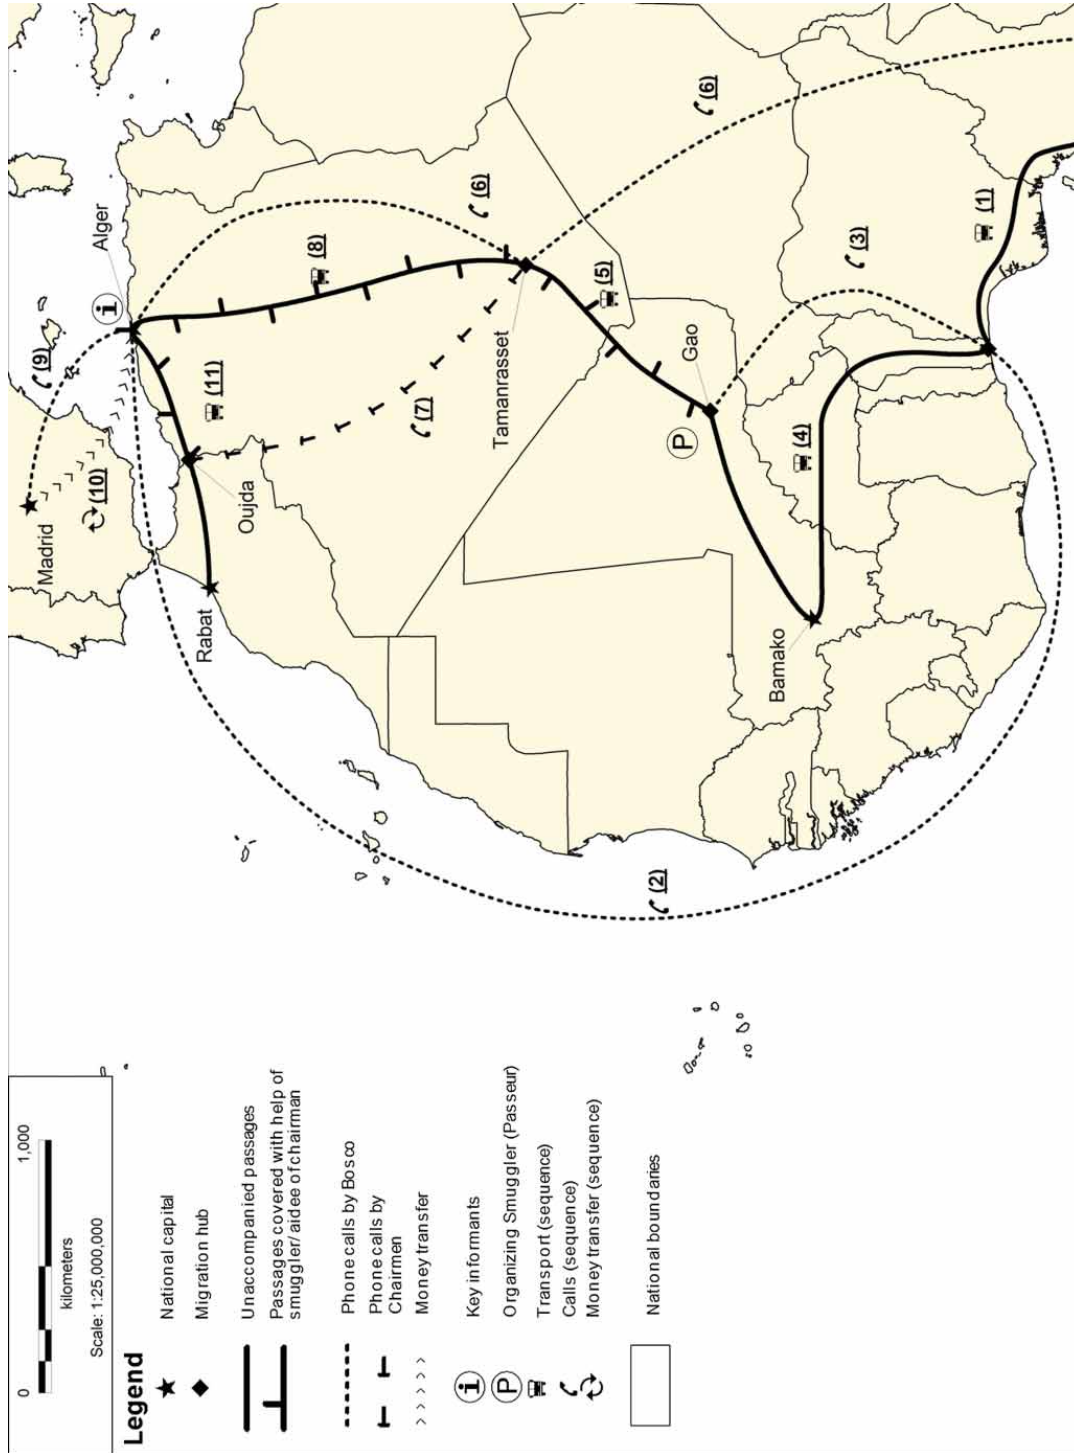 Madrid
(9)
(10)
Alger
Rabat
Oujda
(11)
(8)
(7)
(6)
(6)
Tamanrasset
(5)
Gao
P
Bamako
(4)
(3)
(1)
(2)
i
0
1,000
kilometers
Scale: 1:25,000,000
Legend
National capital
Migration hub
Unaccompanied passages
Passages covered with help of
smuggler/ aidee of chairman
Phone calls by Bosco
Phone calls by
Chairmen
Money transfer
i
Key informants
P
Organizing Smuggler (Passeur)
Transport (sequence)
Calls (sequence)
Money transfer (sequence)
National boundaries